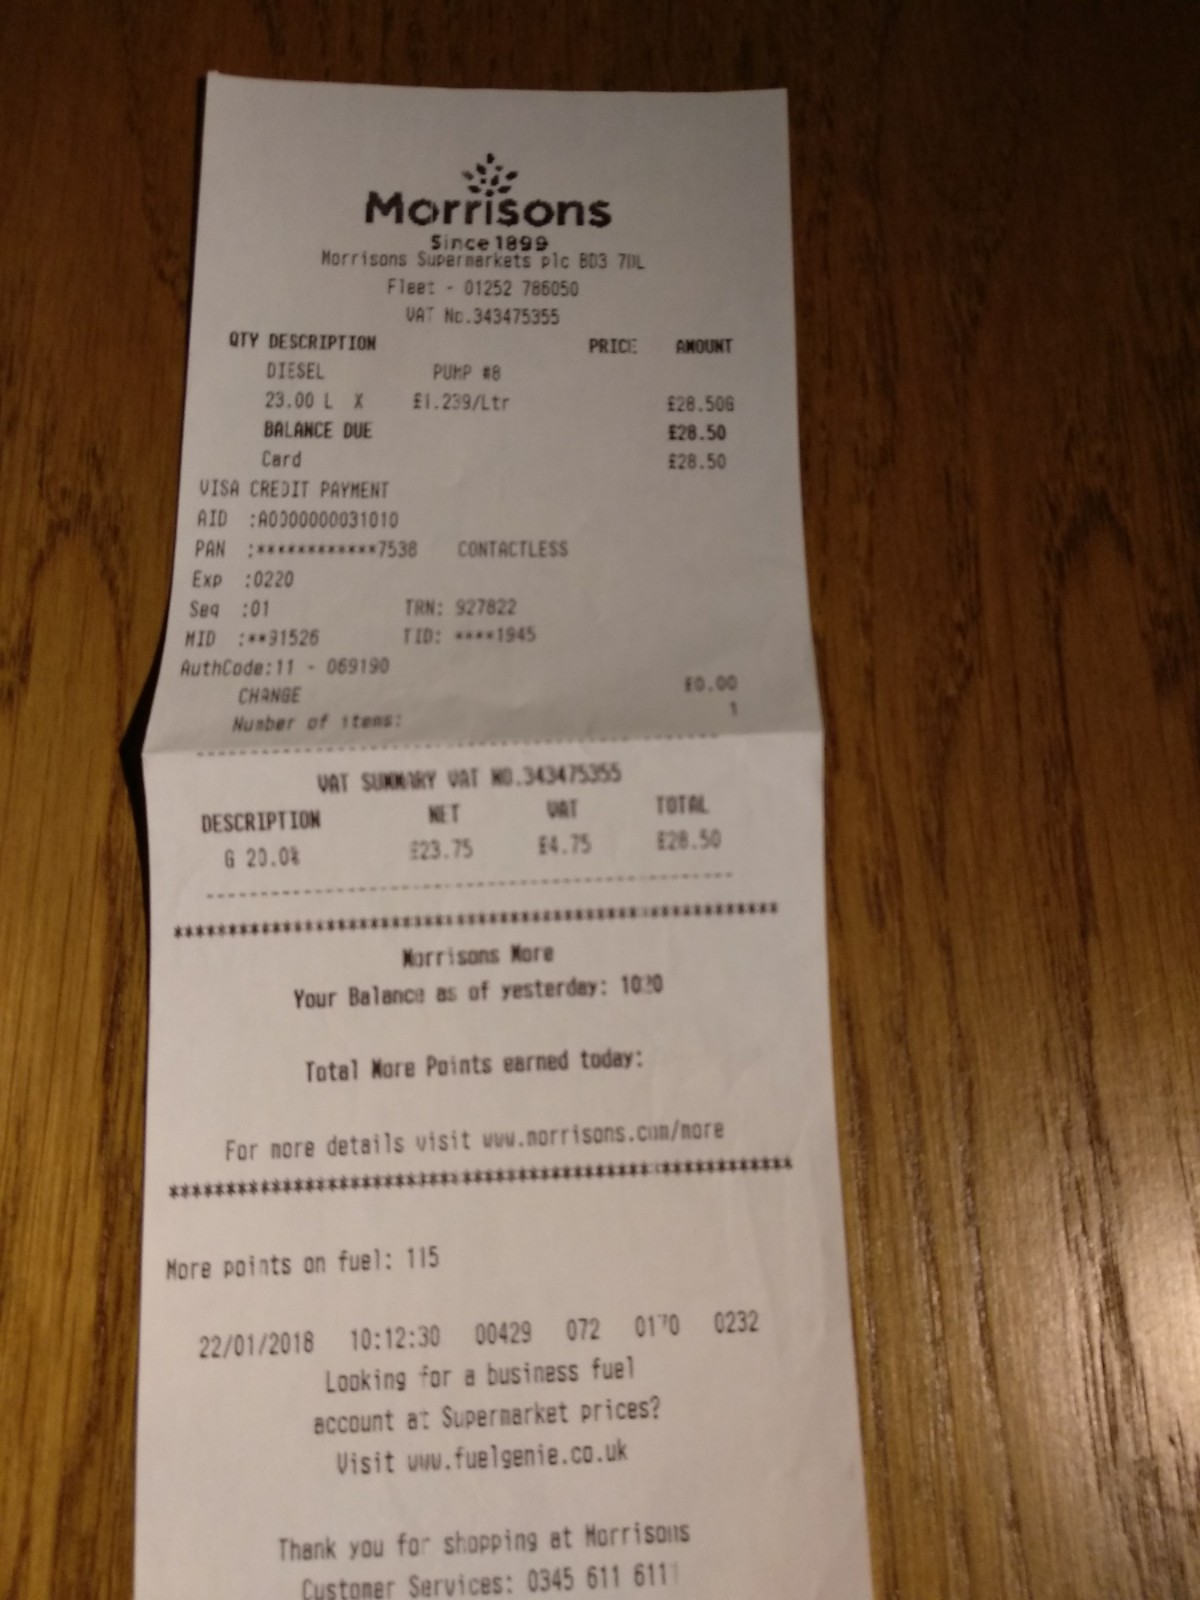 Morrisons
Since 1899
Morrisons Supermarkets plc BD3 7DL
Fleet - 01252 786050
VAT No.343475355
QTY DESCRIPTION PRICE AMOUNT
DIESEL PUMP #8
23.00 L X £1.239/Ltr £28.50G
BALANCE DUE £28.50
Card £28.50
VISA CREDIT PAYMENT
AID :A0000000031010
PAN :************7538 CONTACTLESS
Exp :0220
Seq :01 TRN: 927822
MID :**91526 TID: ****1945
AuthCode:11 - 069190
CHANGE £0.00
Number of items: 1
VAT SUMMARY VAT NO.343475355
DESCRIPTION NET VAT TOTAL
G 20.0% £23.75 £4.75 £28.50
Morrisons More
Your Balance as of yesterday:
Total More Points earned today:
For more details visit www.morrisons.com/more
More points on fuel: 115
22/01/2018 10:12:30 00429 072 0170 0232
Looking for a business fuel
account at Supermarket prices?
Visit www.fuelgenie.co.uk
Thank you for shopping at Morrisons
Customer Services: 0345 611 6111